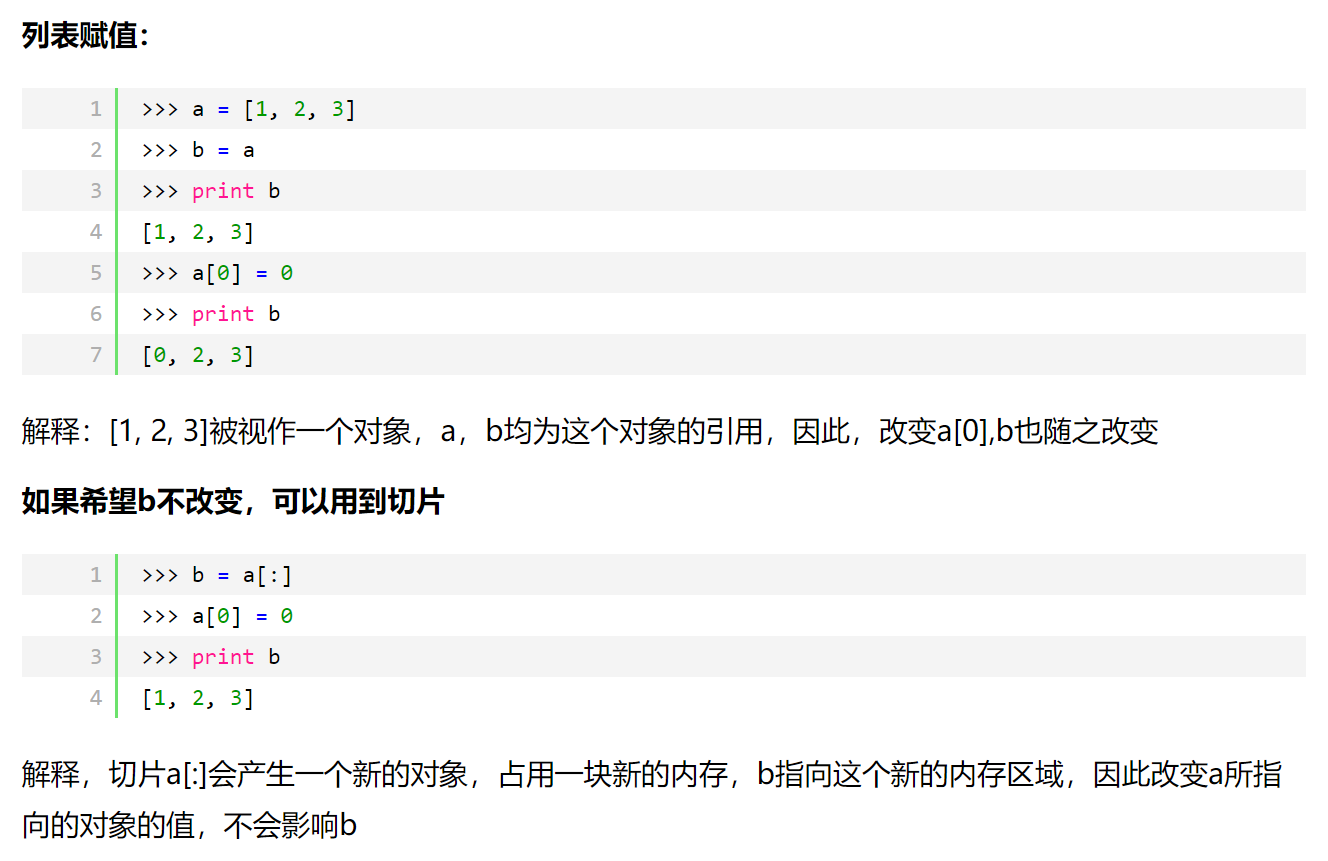 列表赋值：
1 >>> a = [1, 2, 3]
2 >>> b = a
3 >>> print b
4 [1, 2, 3]
5 >>> a[0] = 0
6 >>> print b
7 [0, 2, 3]
解释：[1, 2, 3]被视作一个对象，a，b均为这个对象的引用，因此，改变a[0],b也随之改变
如果希望b不改变，可以用到切片
1 >>> b = a[:]
2 >>> a[0] = 0
3 >>> print b
4 [1, 2, 3]
解释，切片a[:]会产生一个新的对象，占用一块新的内存，b指向这个新的内存区域，因此改变a所指
向的对象的值，不会影响b